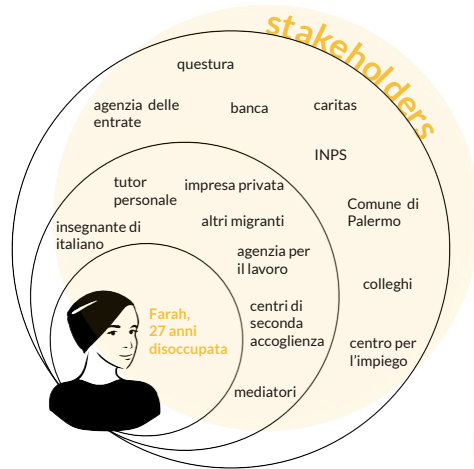 stakeholders
questura
agenzia delle
entrate
banca
caritas
INPS
tutor
personale
impresa privata
Comune di
Palermo
insegnante di
italiano
altri migranti
agenzia per
il lavoro
colleghi
Farah,
27 anni
disoccupata
centri di
seconda
accoglienza
centro per
l'impiego
mediatori